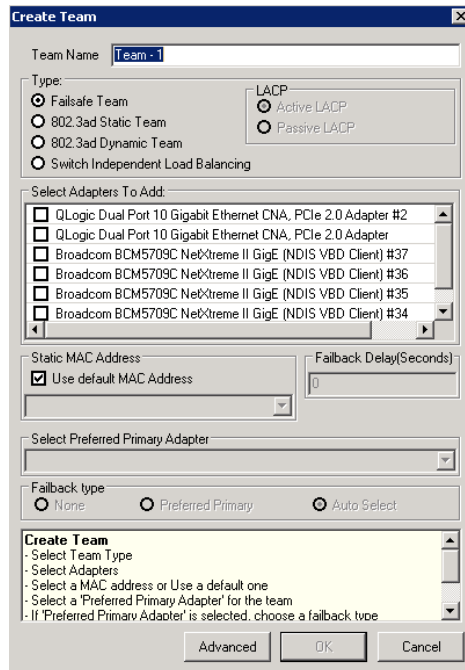 Create Team
Team Name Team - 1
Type:
Failsafe Team
802.3ad Static Team
802.3ad Dynamic Team
Switch Independent Load Balancing
LACP
Active LACP
Passive LACP
Select Adapters To Add:
QLogic Dual Port 10 Gigabit Ethernet CNA, PCIe 2.0 Adapter #2
QLogic Dual Port 10 Gigabit Ethernet CNA, PCIe 2.0 Adapter
Broadcom BCM5709C NetXtreme II GigE (NDIS VBD Client) #37
Broadcom BCM5709C NetXtreme II GigE (NDIS VBD Client) #36
Broadcom BCM5709C NetXtreme II GigE (NDIS VBD Client) #35
Broadcom BCM5709C NetXtreme II GigE (NDIS VBD Client) #34
Static MAC Address
Use default MAC Address
Failback Delay(Seconds)
0
Select Preferred Primary Adapter
Failback type
None Preferred Primary Auto Select
Create Team
- Select Team Type
- Select Adapters
- Select a MAC address or Use a default one
- Select a 'Preferred Primary Adapter' for the team
- If 'Preferred Primary Adapter' is selected, choose a failback type
Advanced OK Cancel